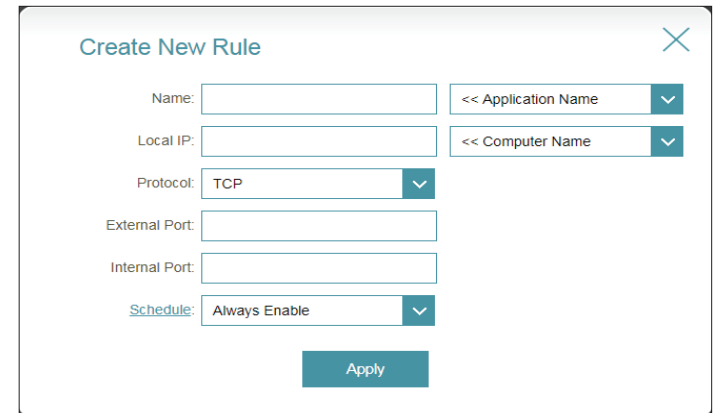 Create New Rule
Name: << Application Name
Local IP: << Computer Name
Protocol: TCP
External Port:
Internal Port:
Schedule: Always Enable
Apply